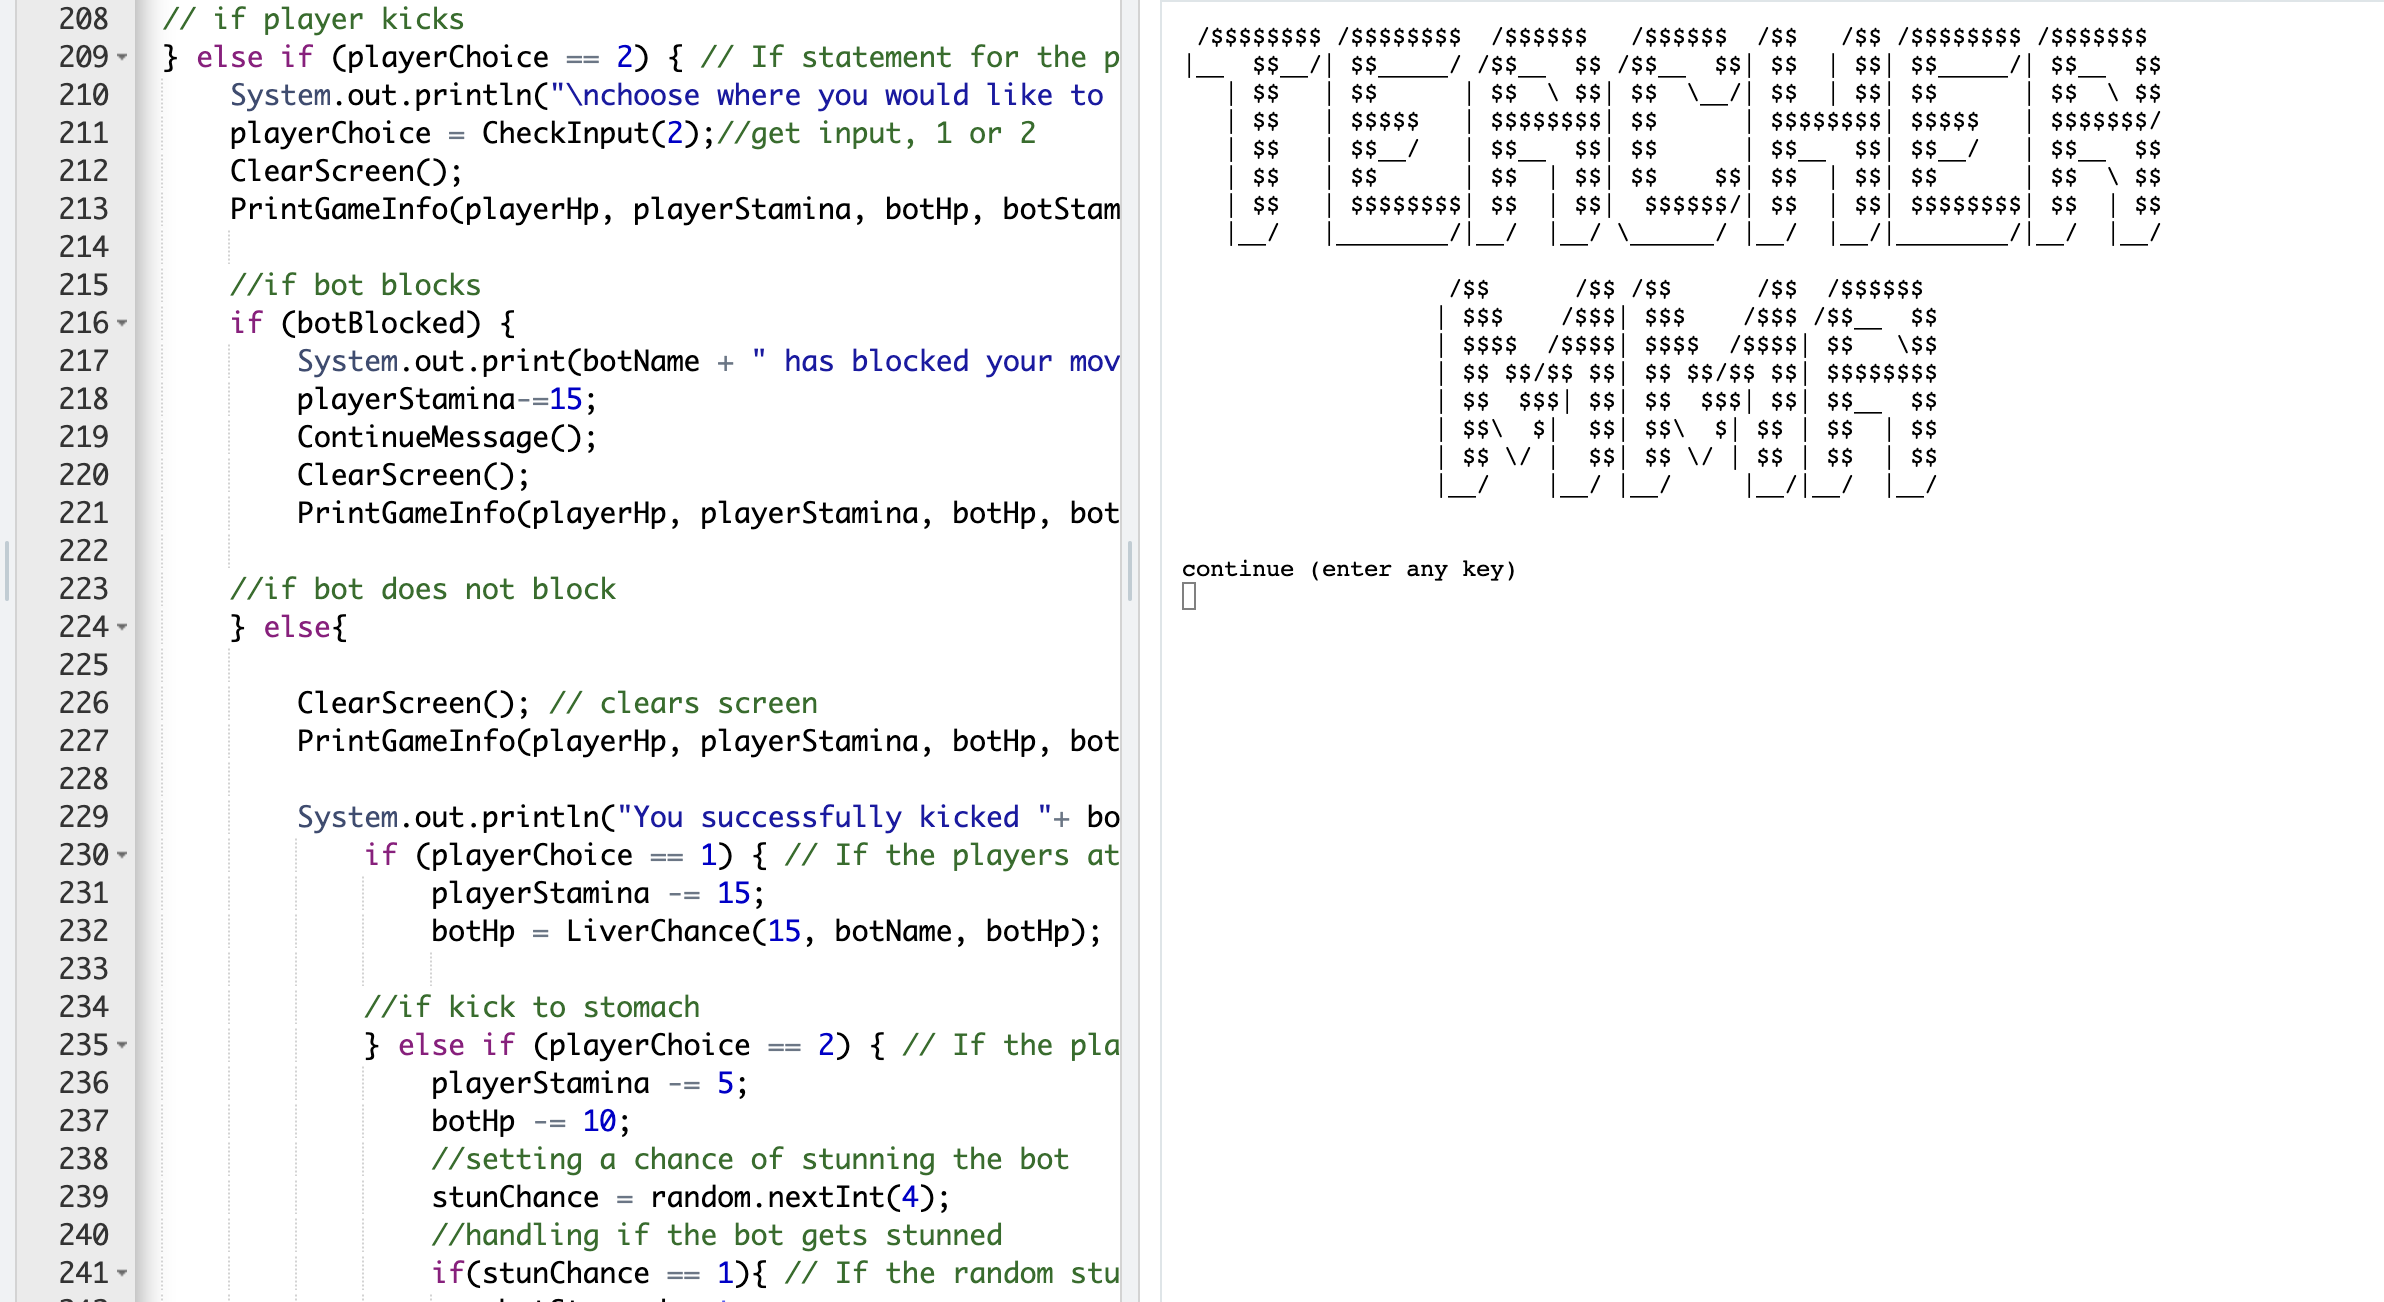 208 // if player kicks
209 } else if (playerChoice == 2) { // If statement for the p
210 System.out.println("\nchoose where you would like to
211 playerChoice = CheckInput(2);//get input, 1 or 2
212 ClearScreen();
213 PrintGameInfo(playerHp, playerStamina, botHp, botStam
214
215 //if bot blocks
216 if (botBlocked) {
217 System.out.print(botName + " has blocked your mov
218 playerStamina-=15;
219 ContinueMessage();
220 ClearScreen();
221 PrintGameInfo(playerHp, playerStamina, botHp, bot
222
223 //if bot does not block
224 } else{
225
226 ClearScreen(); // clears screen
227 PrintGameInfo(playerHp, playerStamina, botHp, bot
228
229 System.out.println("You successfully kicked "+ bo
230 if (playerChoice == 1) { // If the players at
231 playerStamina -= 15;
232 botHp = LiverChance(15, botName, botHp);
233
234 //if kick to stomach
235 } else if (playerChoice == 2) { // If the pla
236 playerStamina -= 5;
237 botHp -= 10;
238 //setting a chance of stunning the bot
239 stunChance = random.nextInt(4);
240 //handling if the bot gets stunned
241 if(stunChance == 1){ // If the random stu
TEACHER
MMA
continue (enter any key)